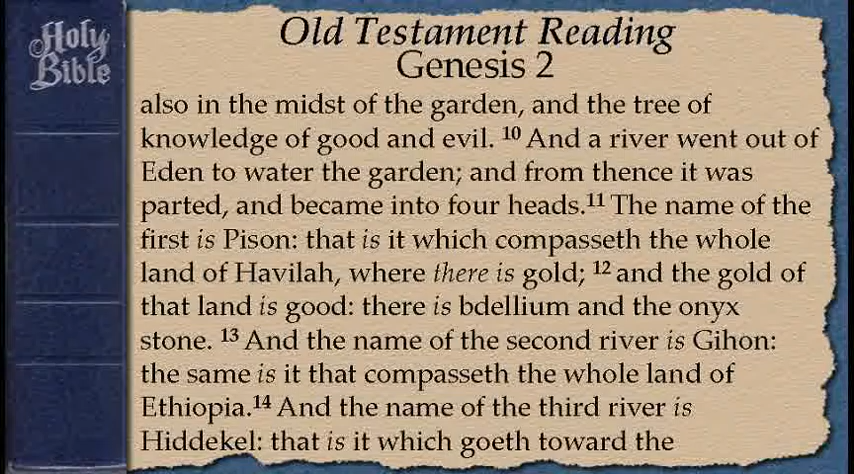 Holy
Bible
Old Testament Reading
Genesis 2
also in the midst of the garden, and the tree of
knowledge of good and evil. 10 And a river went out of
Eden to water the garden; and from thence it was
parted, and became into four heads.11 The name of the
first is Pison: that is it which compasseth the whole
land of Havilah, where there is gold; 12 and the gold of
that land is good: there is bdellium and the onyx
stone. 13 And the name of the second river is Gihon:
the same is it that compasseth the whole land of
Ethiopia.14 And the name of the third river is
Hiddekel: that is it which goeth toward the